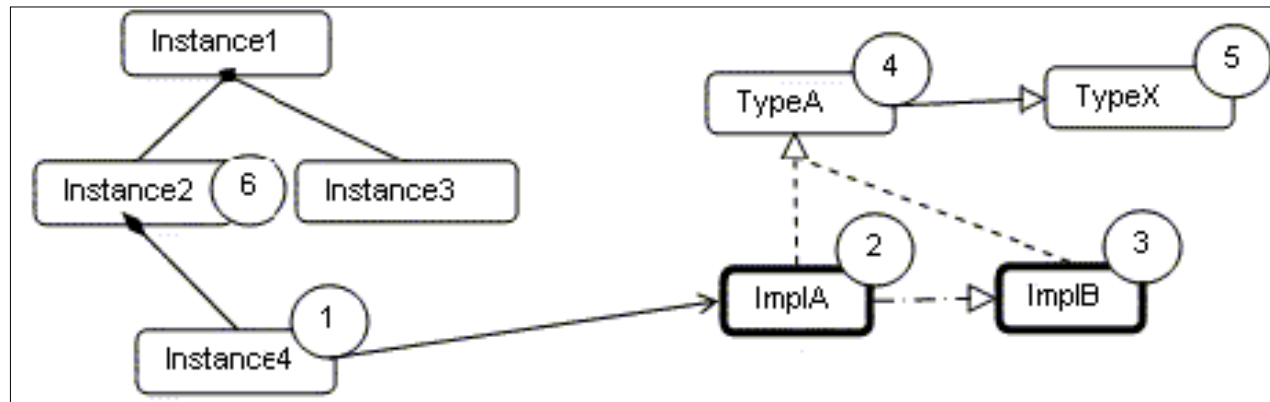 Instance1
4
5
TypeA
TypeX
Instance2
6
Instance3
2
3
ImplA
ImplB
1
Instance4